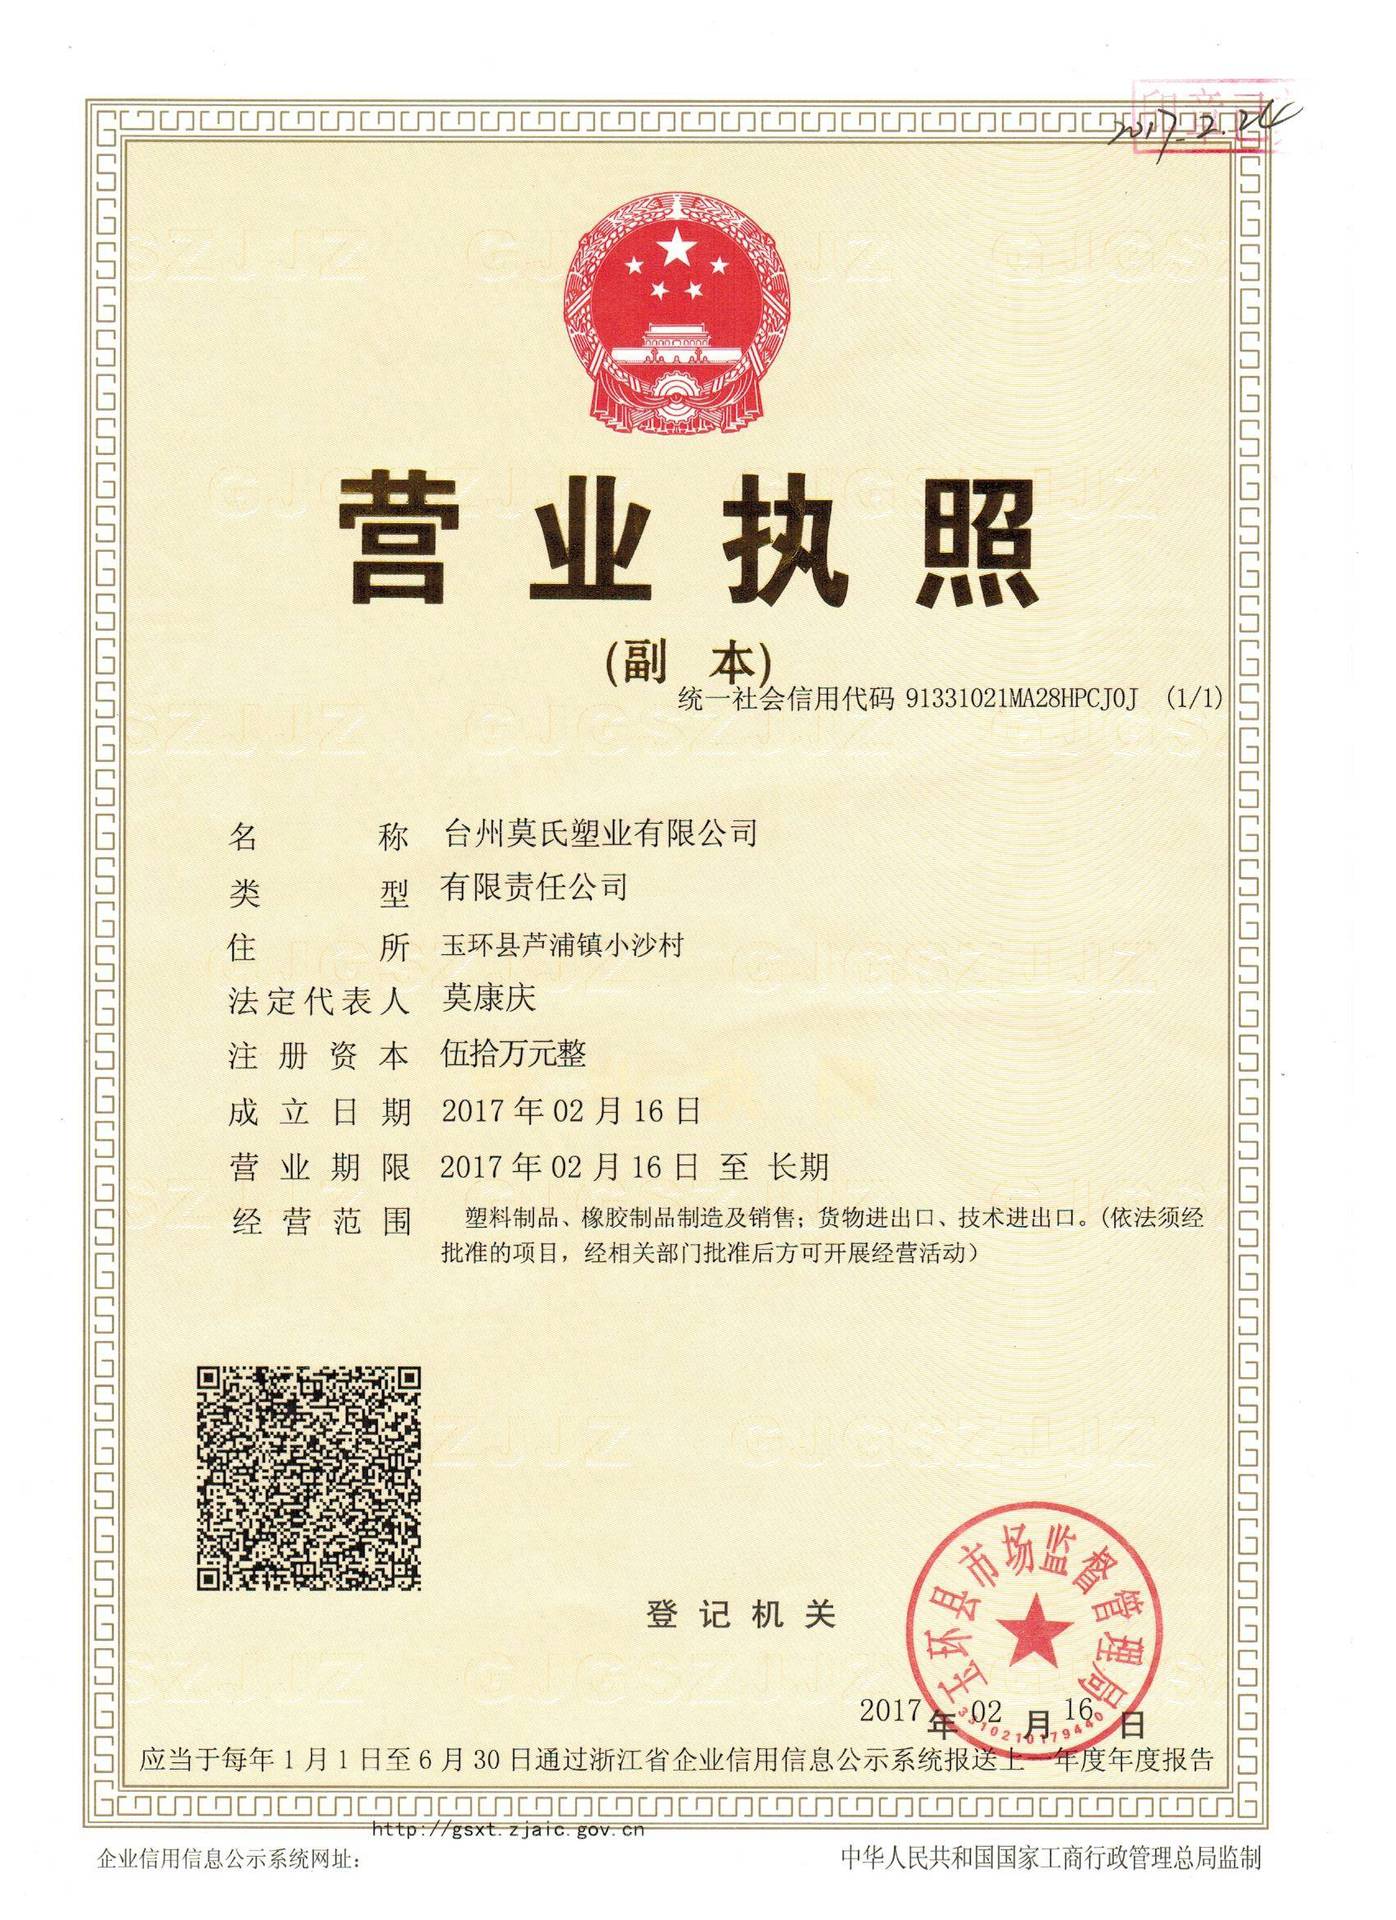 印章已
2017.2.24
营业执照
(副 本)
统一社会信用代码 91331021MA28HPCJ0J (1/1)
名称 台州莫氏塑业有限公司
类型 有限责任公司
住所 玉环县芦浦镇小沙村
法定代表人 莫康庆
注册资本 伍拾万元整
成立日期 2017年02月16日
营业期限 2017年02月16日 至 长期
经营范围 塑料制品、橡胶制品制造及销售；货物进出口、技术进出口。(依法须经
批准的项目，经相关部门批准后方可开展经营活动)
玉环县市场监督管理局
3310210179440
登记机关
2017年02月16日
应当于每年1月1日至6月30日通过浙江省企业信用信息公示系统报送上一年度年度报告
http://gsxt.zjaic.gov.cn
企业信用信息公示系统网址：
中华人民共和国国家工商行政管理总局监制